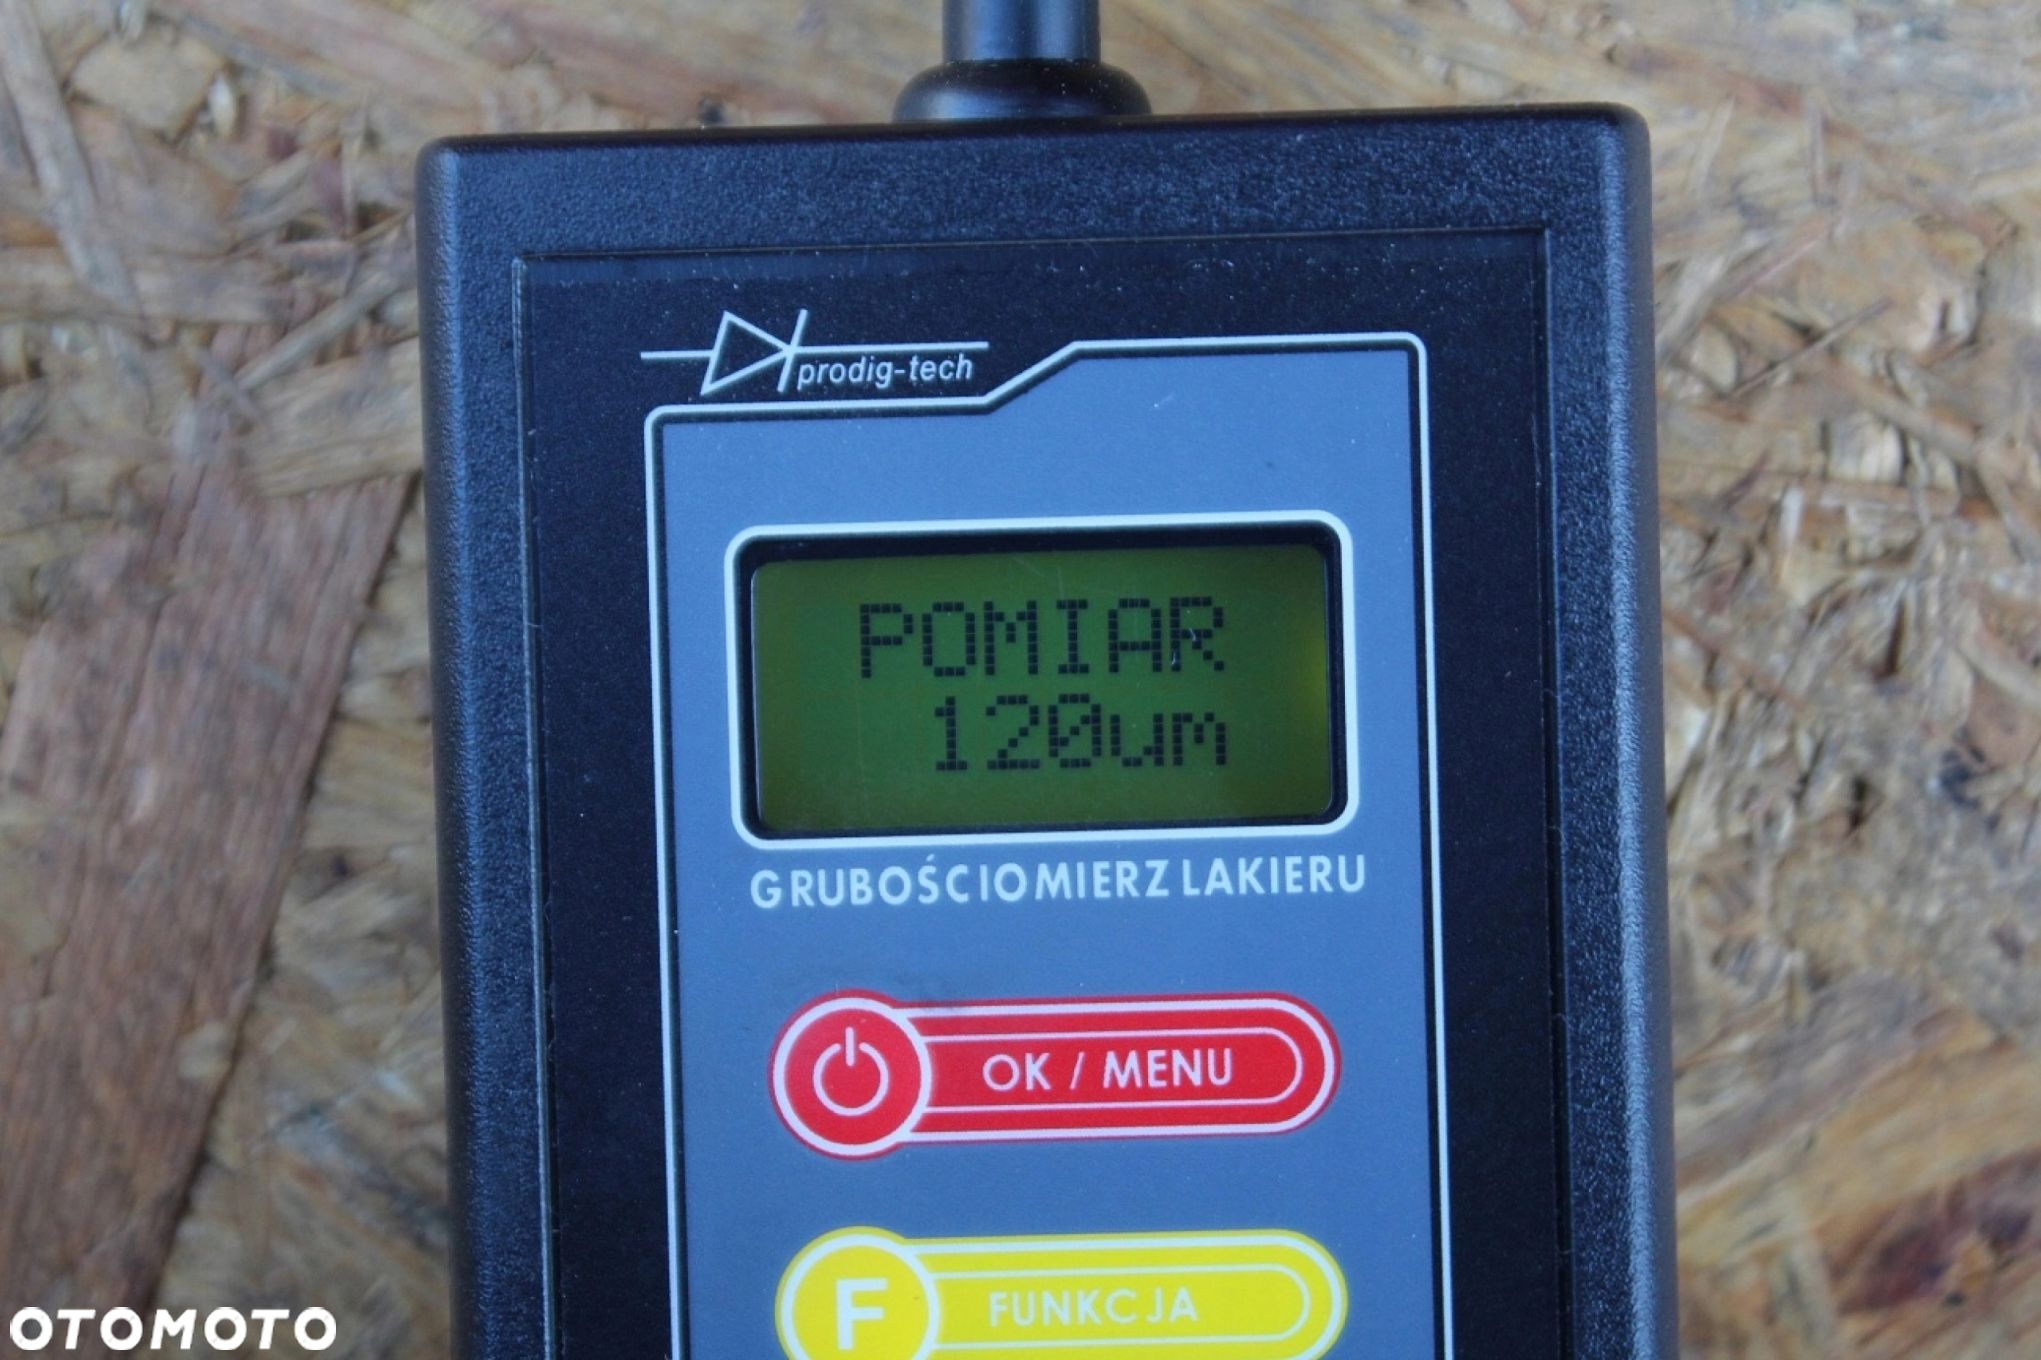 prodig-tech
POMIAR
120um
GRUBOŚCIOMIERZ LAKIERU
OK / MENU
F FUNKCJA
OTOMOTO